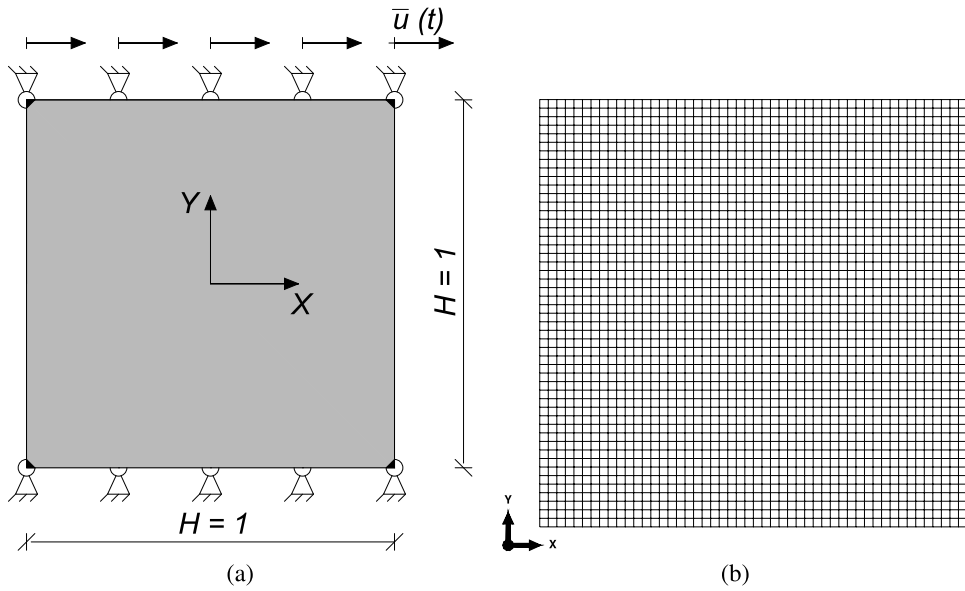 u̅ (t)
Y
X
H = 1
H = 1
Y
X
(a)
(b)